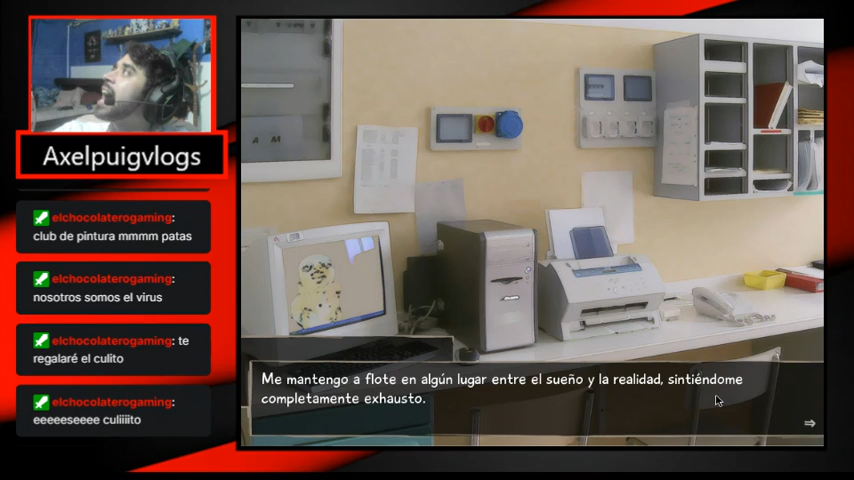 Axelpuigvlogs
elchocolaterogaming:
club de pintura mmmm patas
elchocolaterogaming:
nosotros somos el virus
elchocolaterogaming: te
regalaré el culito
elchocolaterogaming:
eeeeeseeee culiiiito
Me mantengo a flote en algún lugar entre el sueño y la realidad, sintiéndome
completamente exhausto.